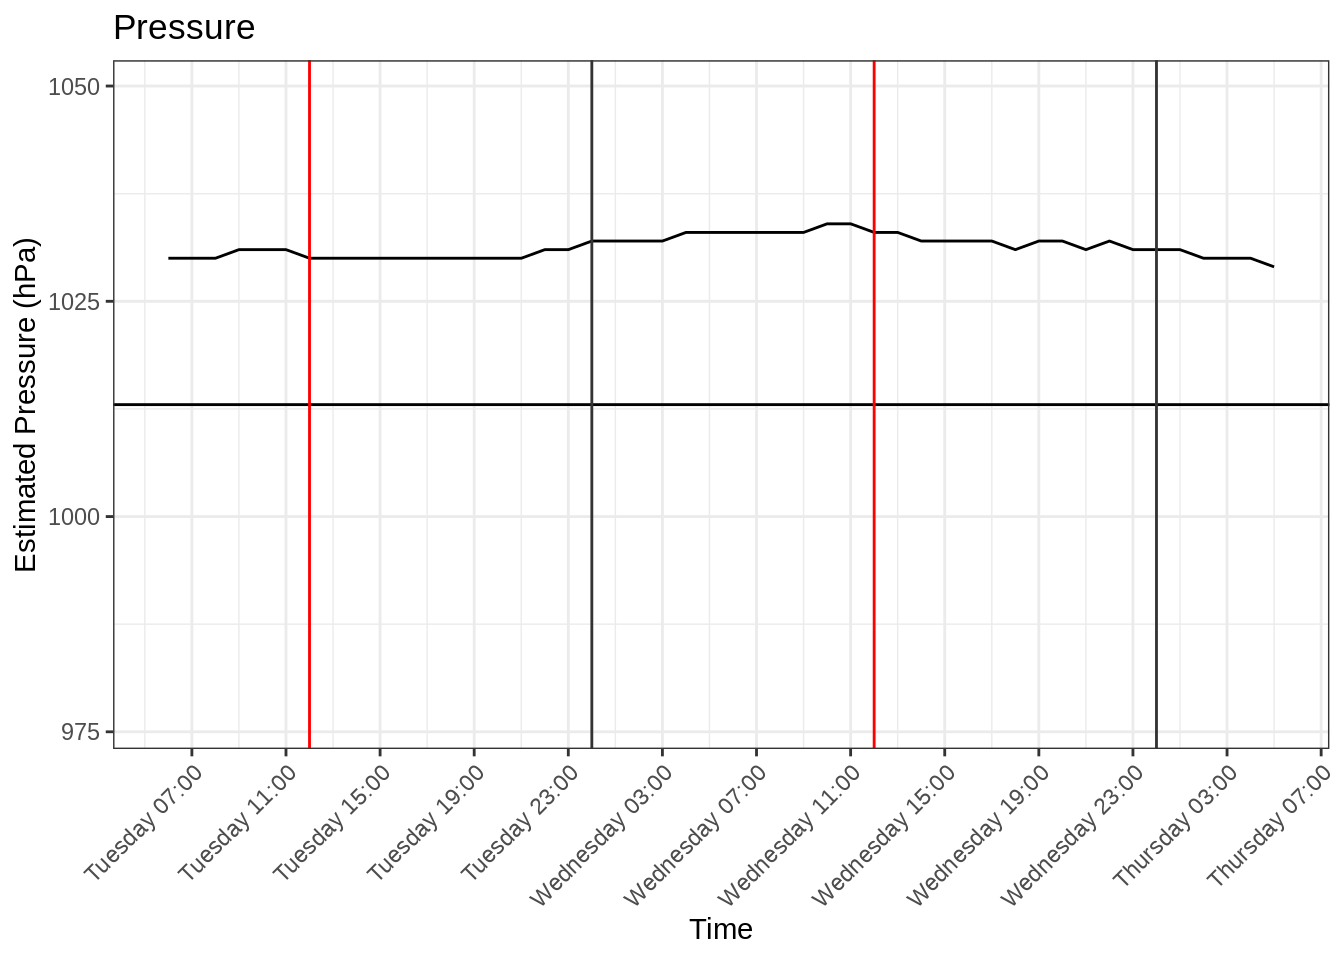 Pressure
Estimated Pressure (hPa)
1050
1025
1000
975
Tuesday 07:00
Tuesday 11:00
Tuesday 15:00
Tuesday 19:00
Tuesday 23:00
Wednesday 03:00
Wednesday 07:00
Wednesday 11:00
Wednesday 15:00
Wednesday 19:00
Wednesday 23:00
Thursday 03:00
Thursday 07:00
Time